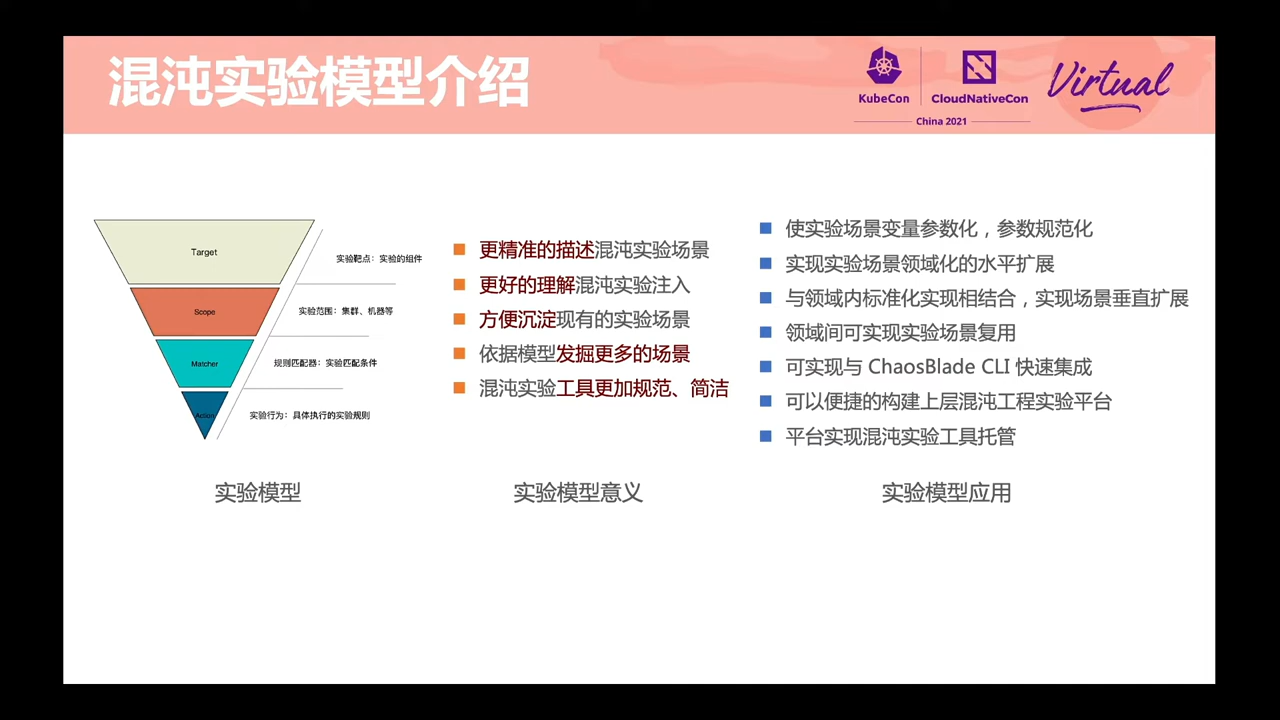 混沌实验模型介绍
KubeCon
CloudNativeCon
Virtual
China 2021
Target
实验靶点：实验的组件
Scope
实验范围：集群、机器等
Matcher
规则匹配器：实验匹配条件
Action
实验行为：具体执行的实验规则
实验模型
更精准的描述混沌实验场景
更好的理解混沌实验注入
方便沉淀现有的实验场景
依据模型发掘更多的场景
混沌实验工具更加规范、简洁
实验模型意义
使实验场景变量参数化，参数规范化
实现实验场景领域化的水平扩展
与领域内标准化实现相结合，实现场景垂直扩展
领域间可实现实验场景复用
可实现与 ChaosBlade CLI 快速集成
可以便捷的构建上层混沌工程实验平台
平台实现混沌实验工具托管
实验模型应用